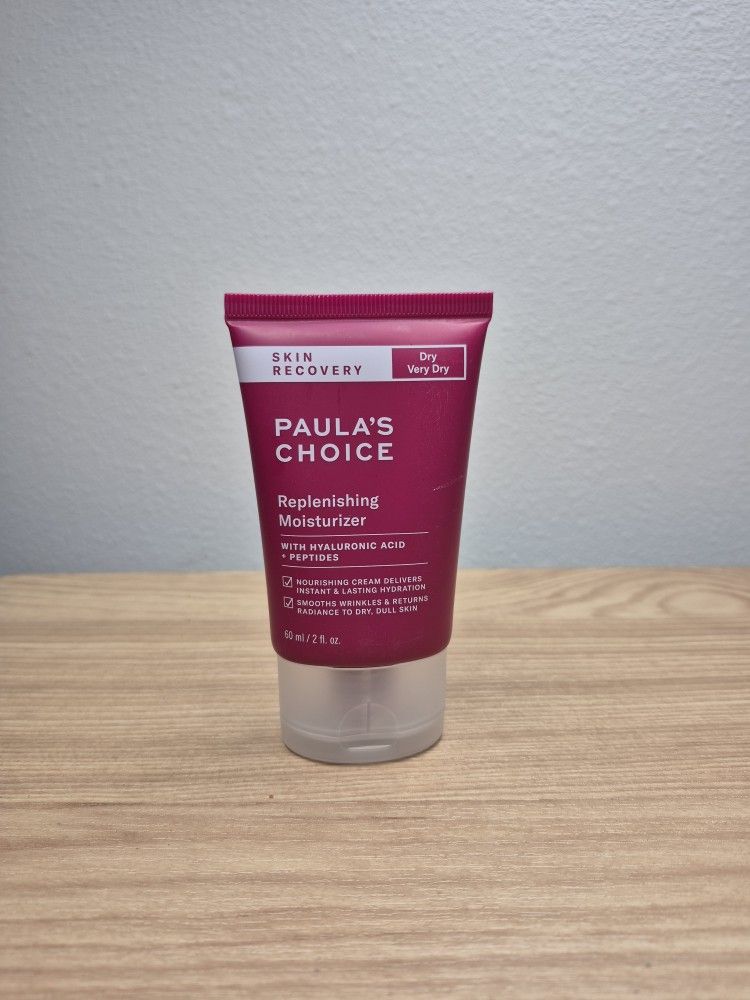 SKIN
RECOVERY
Dry
Very Dry
PAULA'S
CHOICE
Replenishing
Moisturizer
WITH HYALURONIC ACID
+ PEPTIDES
NOURISHING CREAM DELIVERS
INSTANT & LASTING HYDRATION
SMOOTHS WRINKLES & RETURNS
RADIANCE TO DRY, DULL SKIN
60 ml / 2 fl. oz.